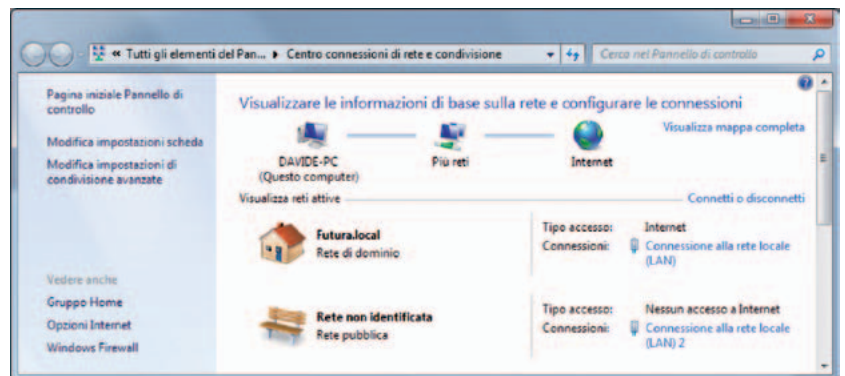 « Tutti gli elementi del Pan... ▸ Centro connessioni di rete e condivisione
Cerca nel Pannello di controllo
Pagina iniziale Pannello di
controllo
Modifica impostazioni scheda
Modifica impostazioni di
condivisione avanzate
Vedere anche
Gruppo Home
Opzioni Internet
Windows Firewall
Visualizzare le informazioni di base sulla rete e configurare le connessioni
Visualizza mappa completa
DAVIDE-PC
(Questo computer)
Più reti
Internet
Visualizza reti attive
Connetti o disconnetti
Futura.local
Rete di dominio
Tipo accesso: Internet
Connessioni: Connessione alla rete locale
(LAN)
Rete non identificata
Rete pubblica
Tipo accesso: Nessun accesso a Internet
Connessioni: Connessione alla rete locale
(LAN) 2